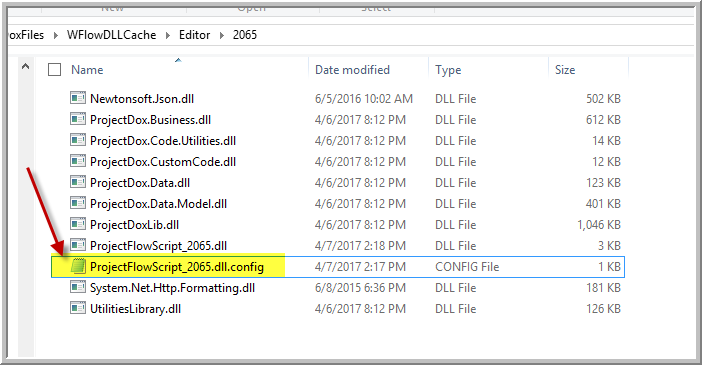 New Open Select
oxFiles > WFlowDLLCache > Editor > 2065
Name Date modified Type Size
Newtonsoft.Json.dll 6/5/2016 10:02 AM DLL File 502 KB
ProjectDox.Business.dll 4/6/2017 8:12 PM DLL File 612 KB
ProjectDox.Code.Utilities.dll 4/6/2017 8:12 PM DLL File 14 KB
ProjectDox.CustomCode.dll 4/6/2017 8:12 PM DLL File 12 KB
ProjectDox.Data.dll 4/6/2017 8:12 PM DLL File 123 KB
ProjectDox.Data.Model.dll 4/6/2017 8:12 PM DLL File 401 KB
ProjectDoxLib.dll 4/6/2017 8:12 PM DLL File 1,046 KB
ProjectFlowScript_2065.dll 4/7/2017 2:18 PM DLL File 3 KB
ProjectFlowScript_2065.dll.config 4/7/2017 2:17 PM CONFIG File 1 KB
System.Net.Http.Formatting.dll 6/8/2015 6:36 PM DLL File 181 KB
UtilitiesLibrary.dll 4/6/2017 8:12 PM DLL File 126 KB